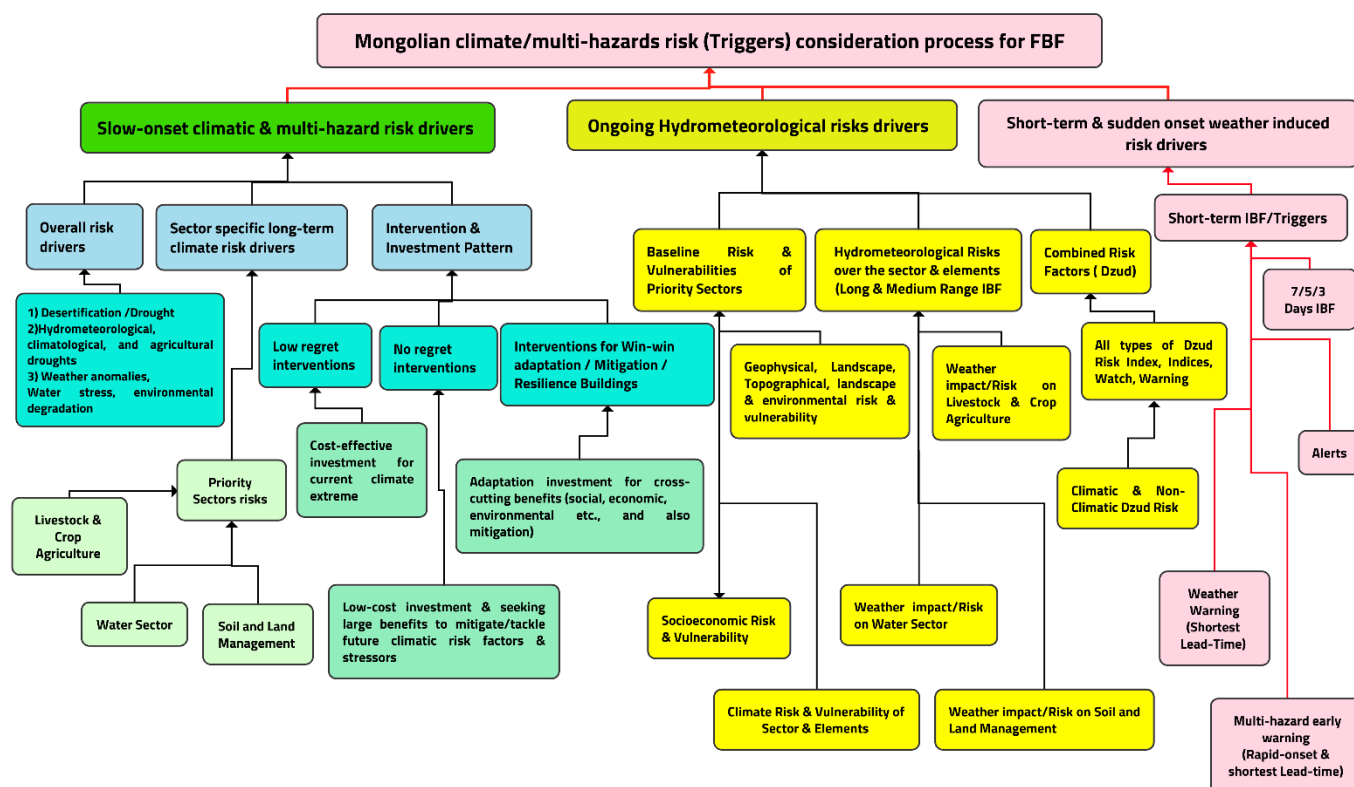 Mongolian climate/multi-hazards risk (Triggers) consideration process for FBF
Slow-onset climatic & multi-hazard risk drivers
Ongoing Hydrometeorological risks drivers
Short-term & sudden onset weather induced
risk drivers
Overall risk
drivers
Sector specific long-term
climate risk drivers
Intervention &
Investment Pattern
Baseline Risk &
Vulnerabilities of
Priority Sectors
Hydrometeorological Risks
over the sector & elements
(Long & Medium Range IBF
Combined Risk
Factors ( Dzud)
Short-term IBF/Triggers
1) Desertification /Drought
2)Hydrometeorological,
climatological, and agricultural
droughts
3) Weather anomalies,
Water stress, environmental
degradation
Low regret
interventions
No regret
interventions
Interventions for Win-win
adaptation / Mitigation /
Resilience Buildings
Geophysical, Landscape,
Topographical, landscape
& environmental risk &
vulnerability
Weather
impact/Risk on
Livestock & Crop
Agriculture
All types of Dzud
Risk Index, Indices,
Watch, Warning
7/5/3
Days IBF
Alerts
Cost-effective
investment for
current climate
extreme
Adaptation investment for cross-
cutting benefits (social, economic,
environmental etc., and also
mitigation)
Climatic & Non-
Climatic Dzud Risk
Priority
Sectors risks
Livestock &
Crop
Agriculture
Water Sector
Soil and Land
Management
Low-cost investment & seeking
large benefits to mitigate/tackle
future climatic risk factors &
stressors
Socioeconomic Risk
& Vulnerability
Weather impact/Risk
on Water Sector
Weather
Warning
(Shortest
Lead-Time)
Climate Risk & Vulnerability of
Sector & Elements
Weather impact/Risk on Soil and
Land Management
Multi-hazard early
warning
(Rapid-onset &
shortest Lead-time)